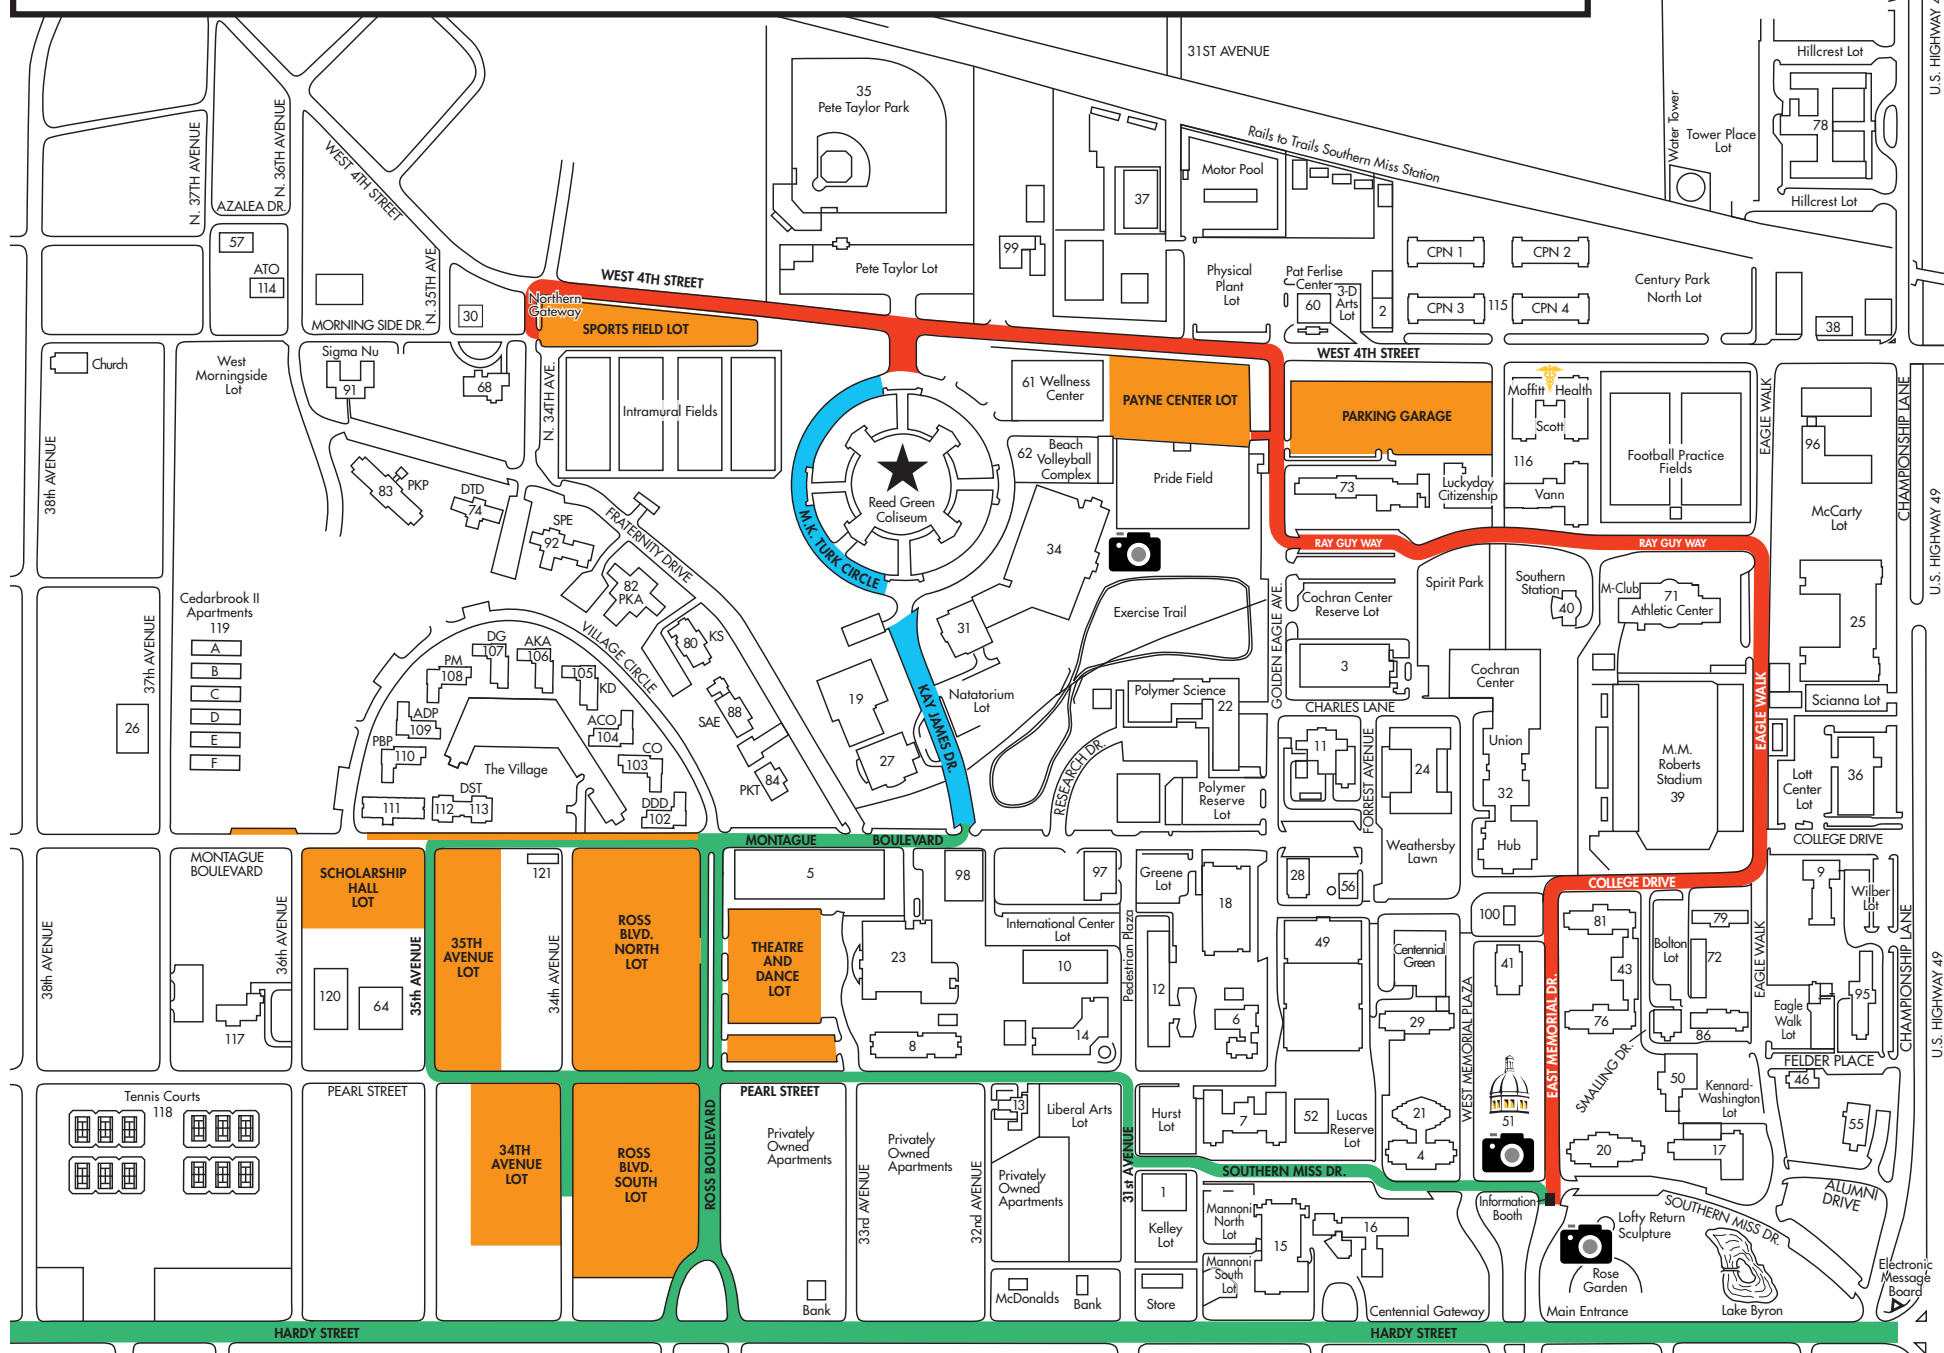 31ST AVENUE
U.S. HIGHWAY 4
Hillcrest Lot
78
Hillcrest Lot
Water Tower
Tower Place
Lot
35
Pete Taylor Park
N. 37TH AVENUE
N. 36TH AVENUE
AZALEA DR.
WEST 4TH STREET
Rails to Trails Southern Miss Station
Motor Pool
37
57
ATO
114
N. 35TH AVE
MORNING SIDE DR.
30
99
Pete Taylor Lot
Physical
Plant
Lot
Pat Ferlise
Center
60
3-D
Arts
Lot
2
CPN 1
CPN 2
CPN 3
115
CPN 4
Century Park
North Lot
38
WEST 4TH STREET
Northern
Gateway
SPORTS FIELD LOT
WEST 4TH STREET
Church
West
Morningside
Lot
Sigma Nu
91
68
N. 34TH AVE.
Intramural Fields
61 Wellness
Center
PAYNE CENTER LOT
PARKING GARAGE
Moffitt Health
Scott
116
Vann
Football Practice
Fields
EAGLE WALK
96
CHAMPIONSHIP LANE
38th AVENUE
83
PKP
DTD
74
SPE
92
FRATERNITY DRIVE
Reed Green
Coliseum
M.K. TURK CIRCLE
62
Beach
Volleyball
Complex
Pride Field
73
Luckyday
Citizenship
McCarty
Lot
U.S. HIGHWAY 49
34
RAY GUY WAY
RAY GUY WAY
Cedarbrook II
Apartments
119
A
B
C
D
E
F
37TH AVENUE
26
82
PKA
80
KS
VILLAGE CIRCLE
DG
107
AKA
106
PM
108
105
KD
ADP
109
ACO
104
PBP
110
CO
103
The Village
DST
111
112
113
DDD
102
SAE
88
PKT
84
19
27
31
KAY JAMES DR.
Natatorium
Lot
Exercise Trail
GOLDEN EAGLE AVE.
Cochran Center
Reserve Lot
3
CHARLES LANE
Spirit Park
Southern
Station
40
M-Club
71
Athletic Center
25
Cochran
Center
Scianna Lot
Polymer Science
22
RESEARCH DR.
Polymer
Reserve
Lot
11
FORREST AVENUE
24
Union
32
Hub
Weathersby
Lawn
M.M.
Roberts
Stadium
39
EAGLE WALK
Lott
Center
Lot
36
COLLEGE DRIVE
MONTAGUE
BOULEVARD
MONTAGUE
BOULEVARD
SCHOLARSHIP
HALL
LOT
121
5
98
97
Greene
Lot
18
28
56
COLLEGE DRIVE
9
Wilber
Lot
38th AVENUE
36th AVENUE
35th AVENUE
35TH
AVENUE
LOT
34th AVENUE
ROSS
BLVD.
NORTH
LOT
THEATRE
AND
DANCE
LOT
23
International Center
Lot
10
Pedestrian Plaza
12
49
Centennial
Green
100
41
81
79
Bolton
Lot
72
43
EAGLE WALK
95
CHAMPIONSHIP LANE
U.S. HIGHWAY 49
120
64
117
8
14
6
29
WEST MEMORIAL PLAZA
EAST MEMORIAL DR.
76
86
Eagle
Walk
Lot
FELDER PLACE
SMALLING DR.
50
46
Tennis Courts
118
PEARL STREET
PEARL STREET
34TH
AVENUE
LOT
ROSS
BLVD.
SOUTH
LOT
ROSS BOULEVARD
Privately
Owned
Apartments
33rd AVENUE
Privately
Owned
Apartments
32nd AVENUE
13
Liberal Arts
Lot
Privately
Owned
Apartments
31st AVENUE
Hurst
Lot
7
52
Lucas
Reserve
Lot
21
4
51
Kennard-
Washington
Lot
55
20
17
SOUTHERN MISS DR.
1
Kelley
Lot
Mannoni
North
Lot
15
16
Information
Booth
Lofty Return
Sculpture
SOUTHERN MISS DR.
ALUMNI
DRIVE
Mannoni
South
Lot
Rose
Garden
Electronic
Message
Board
Bank
McDonalds
Bank
Store
Centennial Gateway
Main Entrance
Lake Byron
HARDY STREET
HARDY STREET